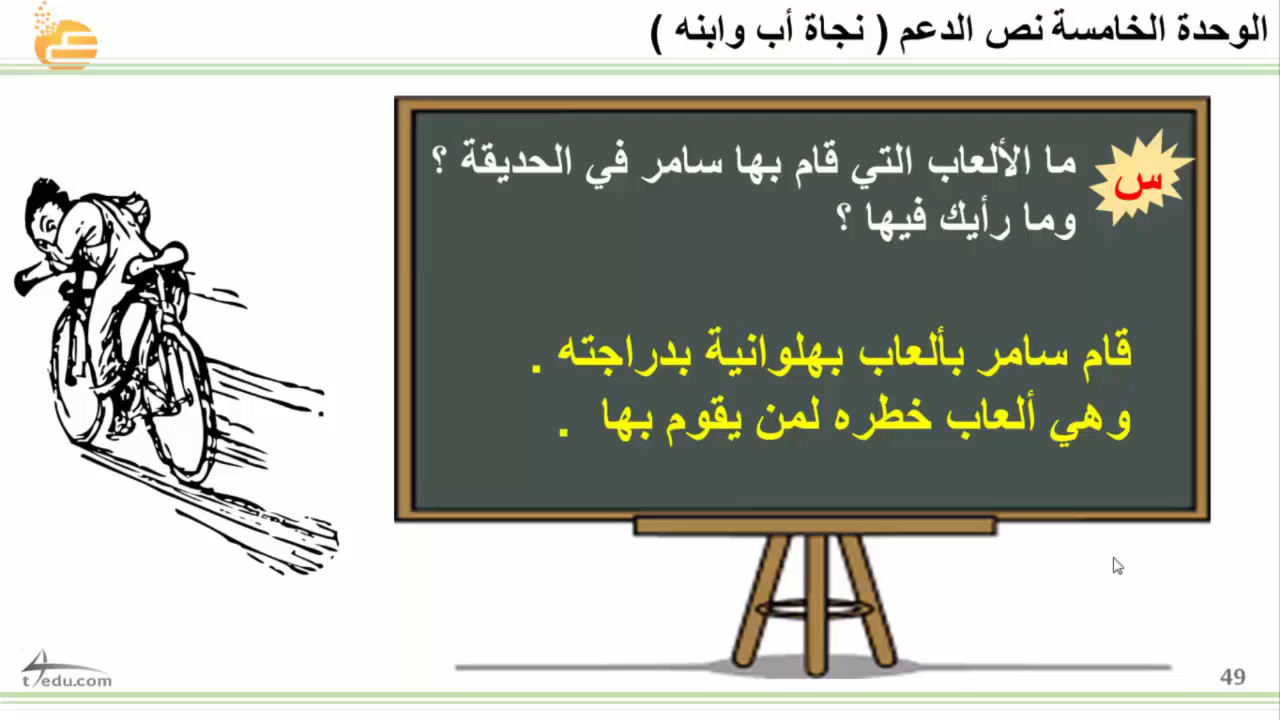 الوحدة الخامسة نص الدعم ( نجاة أب وابنه )
س
ما الألعاب التي قام بها سامر في الحديقة ؟
وما رأيك فيها ؟
قام سامر بألعاب بهلوانية بدراجته .
وهي ألعاب خطره لمن يقوم بها .
t4edu.com
49